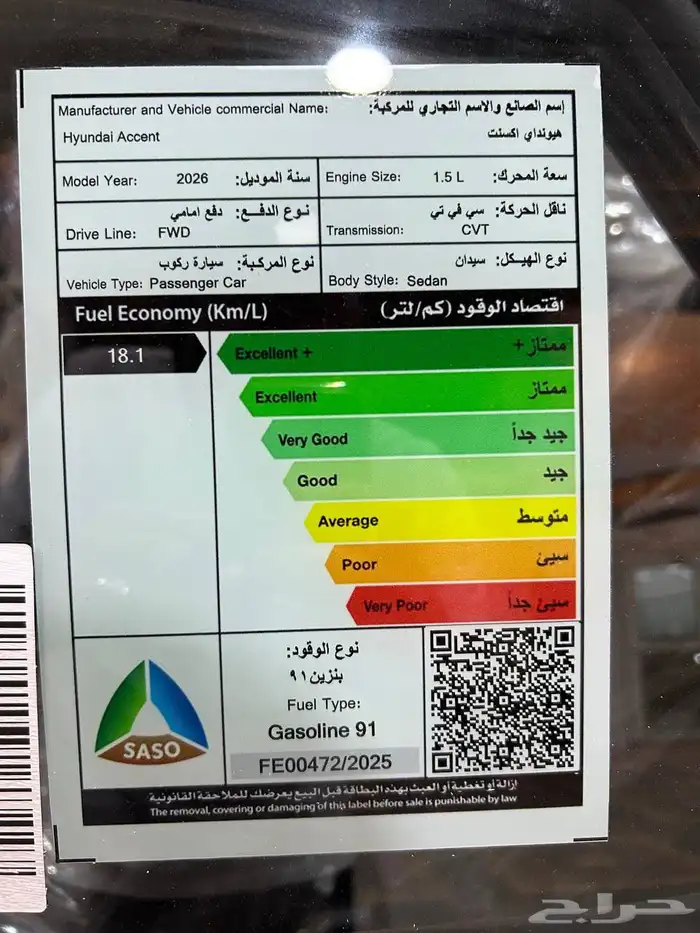 Manufacturer and Vehicle commercial Name: إسم الصانع والاسم التجاري للمركبة:
Hyundai Accent هيونداي اكسنت
Model Year: 2026 سنة الموديل:
Engine Size: 1.5 L سعة المحرك:
نوع الدفـــع: دفع امامي
Drive Line: FWD
ناقل الحركة: سي في تي
Transmission: CVT
نوع المركبة: سيارة ركوب
Vehicle Type: Passenger Car
نوع الهيـكل: سيدان
Body Style: Sedan
Fuel Economy (Km/L) اقتصاد الوقود (كم/لتر)
18.1
Excellent + ممتاز+
Excellent ممتاز
Very Good جيد جداً
Good جيد
Average متوسط
Poor سيئ
Very Poor سيئ جداً
SASO
نوع الوقود:
بنزين ٩١
Fuel Type:
Gasoline 91
FE00472/2025
إزالة أو تغطية أو العبث بهذه البطاقة قبل البيع يعرضك للملاحقة القانونية
The removal, covering or damaging of this label before sale is punishable by law
حراج